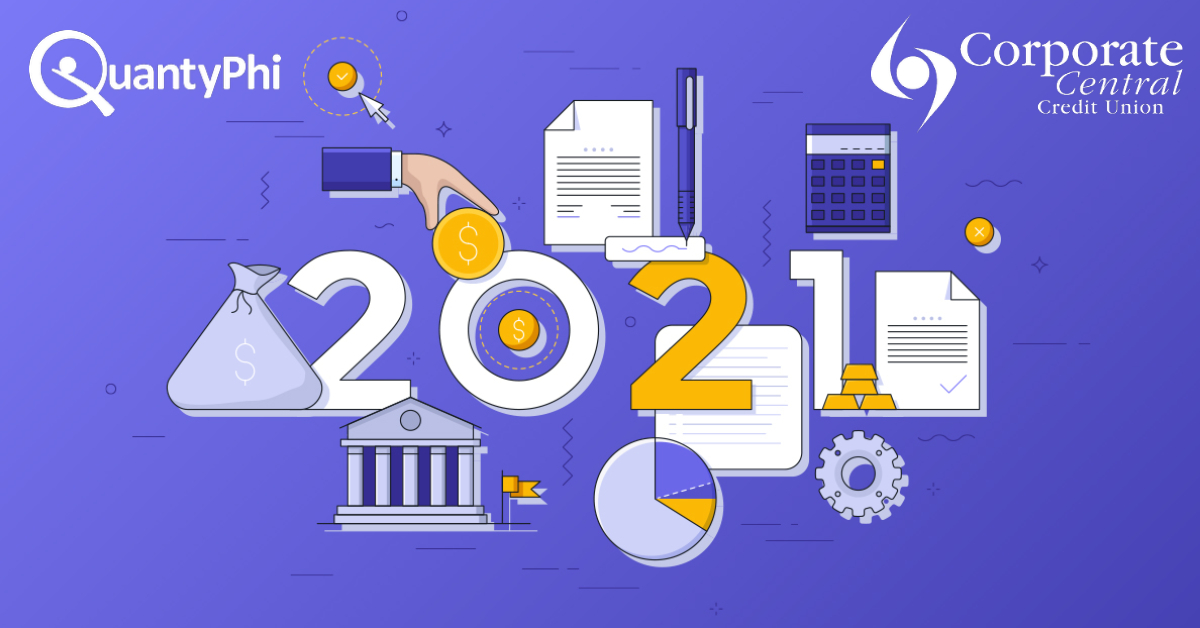 QuantyPhi
Corporate
Central
Credit Union
$
$
$
2021